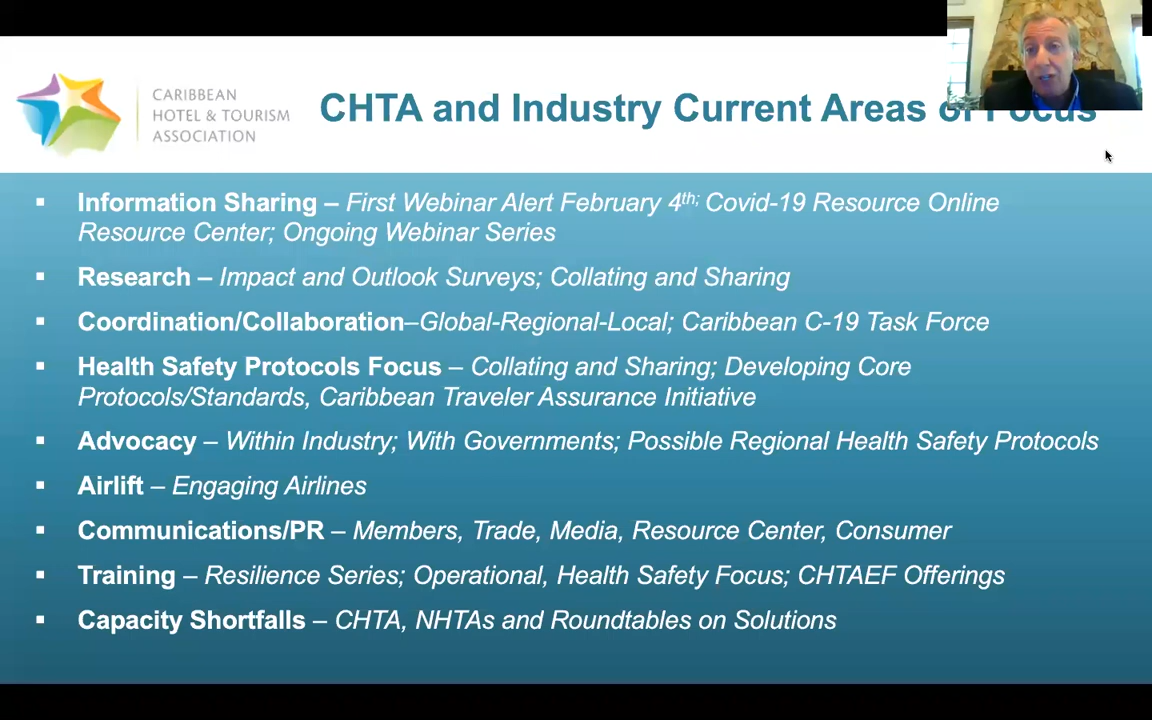 CARIBBEAN
HOTEL & TOURISM
ASSOCIATION
CHTA and Industry Current Areas of Focus
▪ Information Sharing – First Webinar Alert February 4th; Covid-19 Resource Online
Resource Center; Ongoing Webinar Series
▪ Research – Impact and Outlook Surveys; Collating and Sharing
▪ Coordination/Collaboration–Global-Regional-Local; Caribbean C-19 Task Force
▪ Health Safety Protocols Focus – Collating and Sharing; Developing Core
Protocols/Standards, Caribbean Traveler Assurance Initiative
▪ Advocacy – Within Industry; With Governments; Possible Regional Health Safety Protocols
▪ Airlift – Engaging Airlines
▪ Communications/PR – Members, Trade, Media, Resource Center, Consumer
▪ Training – Resilience Series; Operational, Health Safety Focus; CHTAEF Offerings
▪ Capacity Shortfalls – CHTA, NHTAs and Roundtables on Solutions